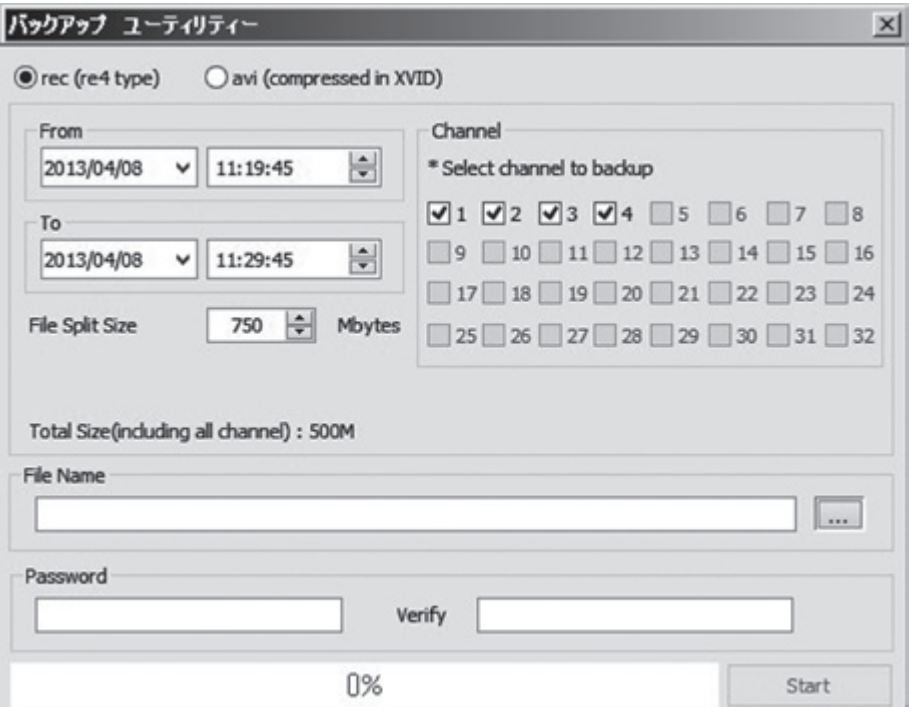 バックアップ ユーティリティー
rec (re4 type) avi (compressed in XVID)
From
2013/04/08 11:19:45
To
2013/04/08 11:29:45
File Split Size 750 Mbytes
Channel
* Select channel to backup
1 2 3 4 5 6 7 8
9 10 11 12 13 14 15 16
17 18 19 20 21 22 23 24
25 26 27 28 29 30 31 32
Total Size(including all channel) : 500M
File Name
...
Password
Verify
0%
Start